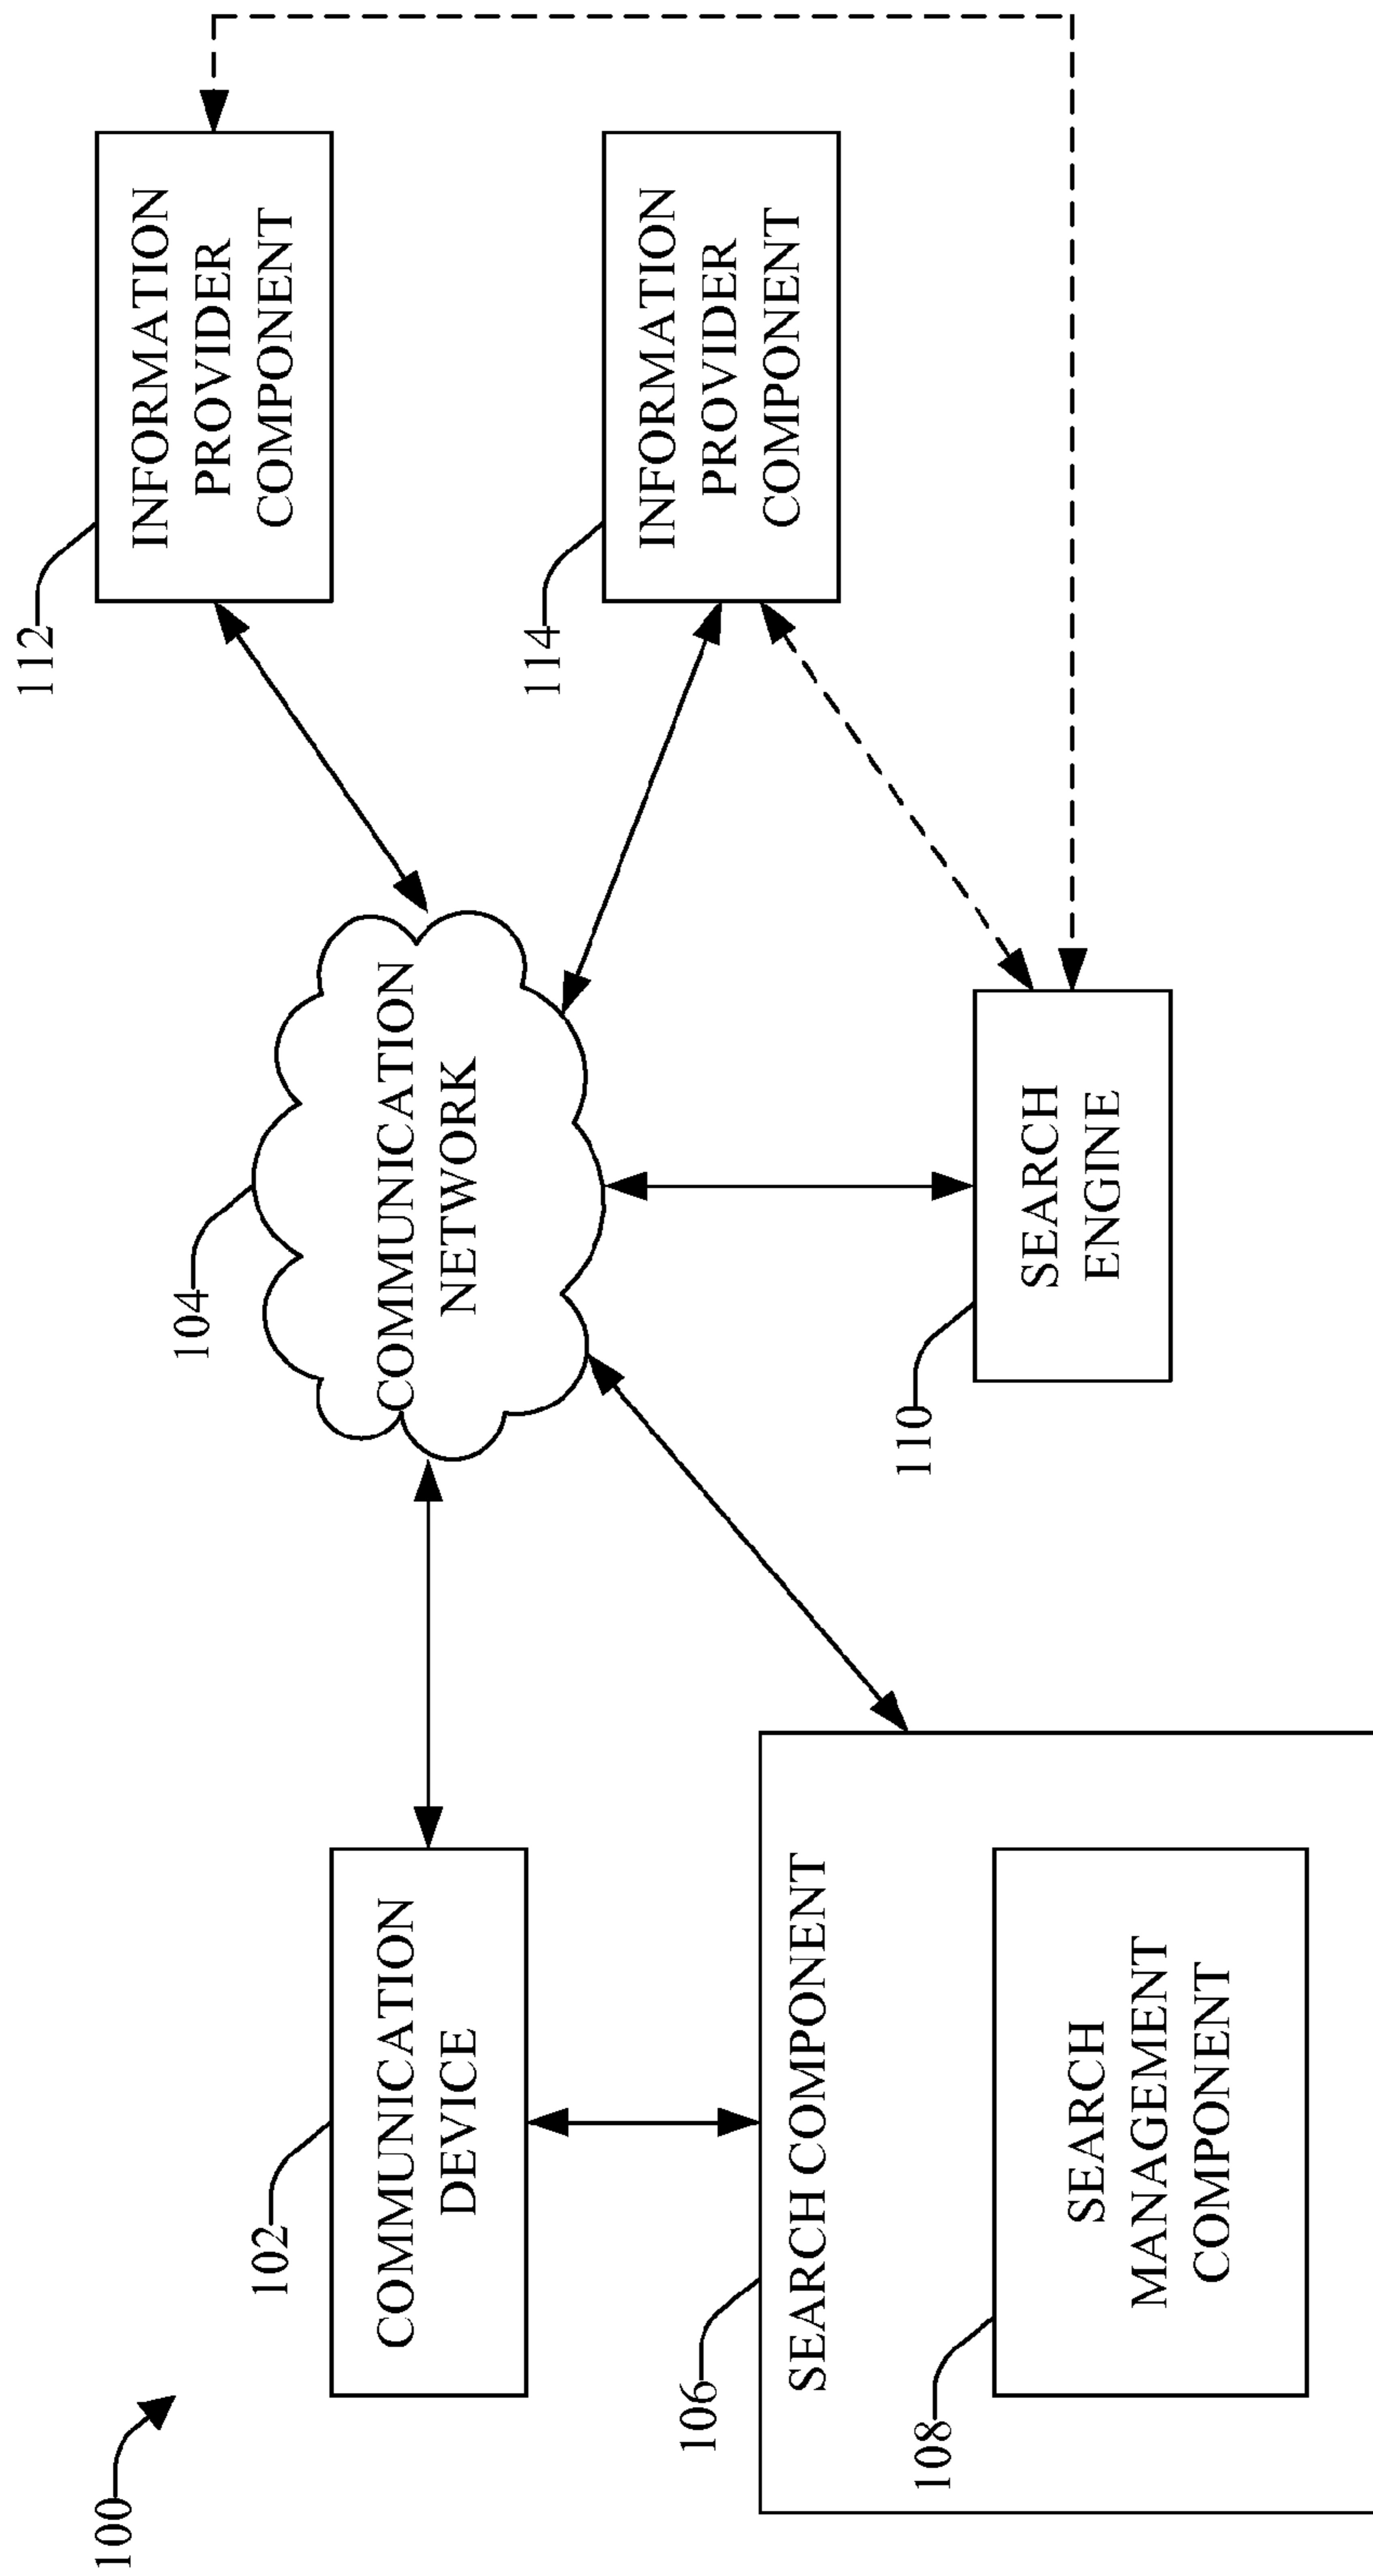 100
102
COMMUNICATION
DEVICE
104
COMMUNICATION
NETWORK
112
INFORMATION
PROVIDER
COMPONENT
114
INFORMATION
PROVIDER
COMPONENT
106
SEARCH COMPONENT
108
SEARCH
MANAGEMENT
COMPONENT
110
SEARCH
ENGINE